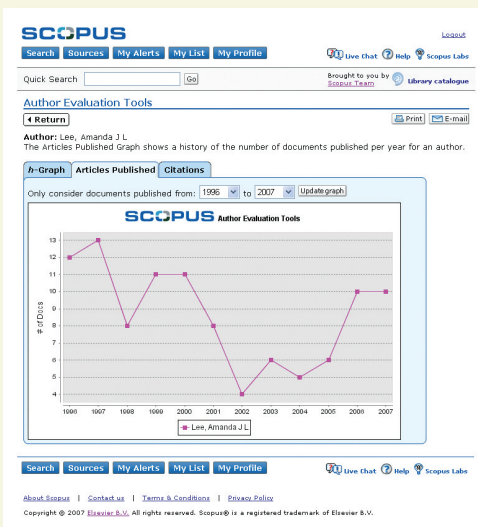 SCOPUS
Logout
Search Sources My Alerts My List My Profile
Live Chat Help Scopus Labs
Quick Search Go
Brought to you by
Scopus Team
Library catalogue
Author Evaluation Tools
Return
Print E-mail
Author: Lee, Amanda J L
The Articles Published Graph shows a history of the number of documents published per year for an author.
h-Graph Articles Published Citations
Only consider documents published from: 1996 to 2007 Update graph
SCOPUS Author Evaluation Tools
13
12
11
10
9
8
7
6
5
4
# of Docs
1996 1997 1998 1999 2000 2001 2002 2003 2004 2005 2006 2007
Lee, Amanda J L
Search Sources My Alerts My List My Profile
Live Chat Help Scopus Labs
About Scopus | Contact us | Terms & Conditions | Privacy Policy
Copyright © 2007 Elsevier B.V. All rights reserved. Scopus® is a registered trademark of Elsevier B.V.